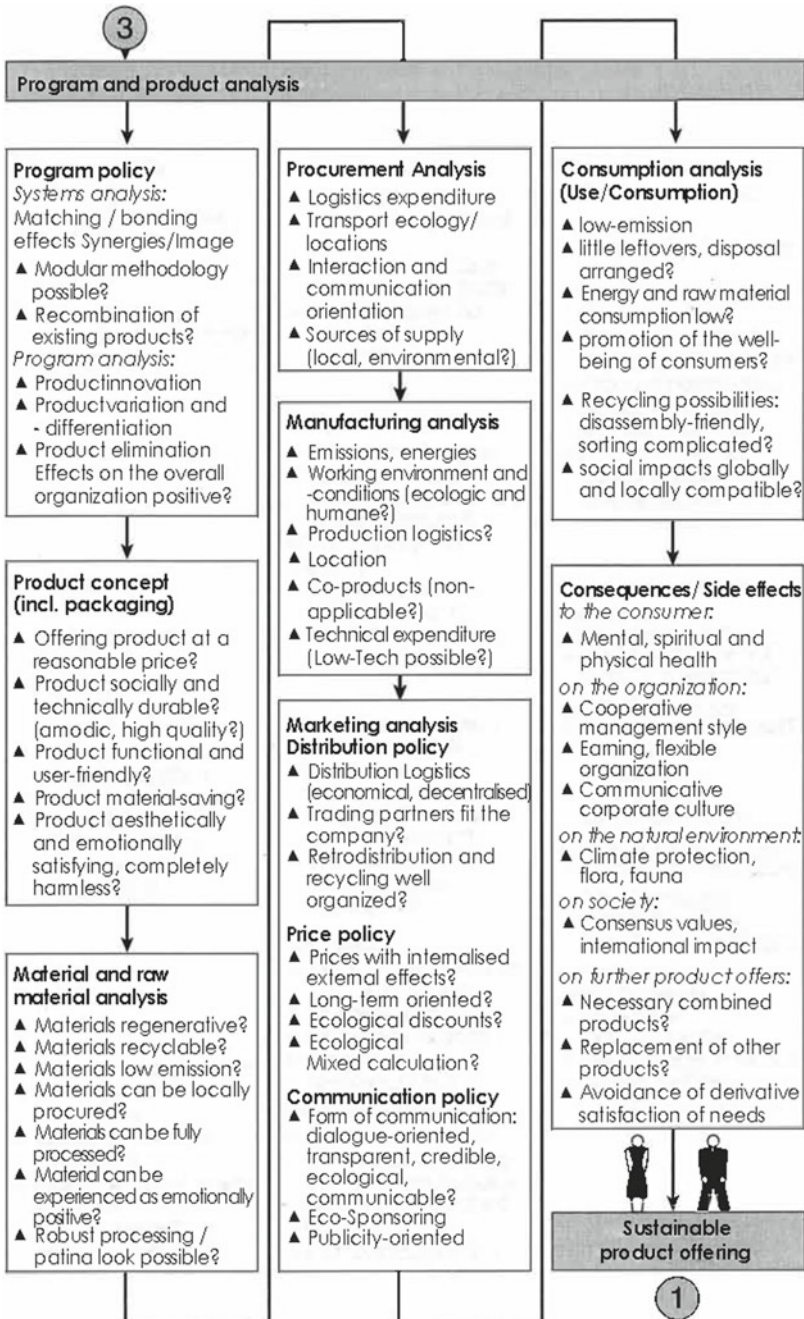 3
Program and product analysis
Program policy
Systems analysis:
Matching / bonding
effects Synergies/Image
▲ Modular methodology
possible?
▲ Recombination of
existing products?
Program analysis:
▲ Productinnovation
▲ Productvariation and
- differentiation
▲ Product elimination
Effects on the overall
organization positive?
Product concept
(incl. packaging)
▲ Offering product at a
reasonable price?
▲ Product socially and
technically durable?
(amodic, high quality?)
▲ Product functional and
user-friendly?
▲ Product material-saving?
▲ Product aesthetically
and emotionally
satisfying, completely
harmless?
Material and raw
material analysis
▲ Materials regenerative?
▲ Materials recyclable?
▲ Materials low emission?
▲ Materials can be locally
procured?
▲ Materials can be fully
processed?
▲ Material can be
experienced as emotionally
positive?
▲ Robust processing /
patina look possible?
Procurement Analysis
▲ Logistics expenditure
▲ Transport ecology/
locations
▲ Interaction and
communication
orientation
▲ Sources of supply
(local, environmental?)
Manufacturing analysis
▲ Emissions, energies
▲ Working environment and
-conditions (ecologic and
humane?)
▲ Production logistics?
▲ Location
▲ Co-products (non-
applicable?)
▲ Technical expenditure
(Low-Tech possible?)
Marketing analysis
Distribution policy
▲ Distribution Logistics
(economical, decentralised)
▲ Trading partners fit the
company?
▲ Retrodistribution and
recycling well
organized?
Price policy
▲ Prices with internalised
external effects?
▲ Long-term oriented?
▲ Ecological discounts?
▲ Ecological
Mixed calculation?
Communication policy
▲ Form of communication:
dialogue-oriented,
transparent, credible,
ecological,
communicable?
▲ Eco-Sponsoring
▲ Publicity-oriented
Consumption analysis
(Use/Consumption)
▲ low-emission
▲ little leftovers, disposal
arranged?
▲ Energy and raw material
consumption low?
▲ promotion of the well-
being of consumers?
▲ Recycling possibilities:
disassembly-friendly,
sorting complicated?
▲ social impacts globally
and locally compatible?
Consequences/ Side effects
to the consumer:
▲ Mental, spiritual and
physical health
on the organization:
▲ Cooperative
management style
▲ Earning, flexible
organization
▲ Communicative
corporate culture
on the natural environment:
▲ Climate protection,
flora, fauna
on society:
▲ Consensus values,
international impact
on further product offers:
▲ Necessary combined
products?
▲ Replacement of other
products?
▲ Avoidance of derivative
satisfaction of needs
Sustainable
product offering
1